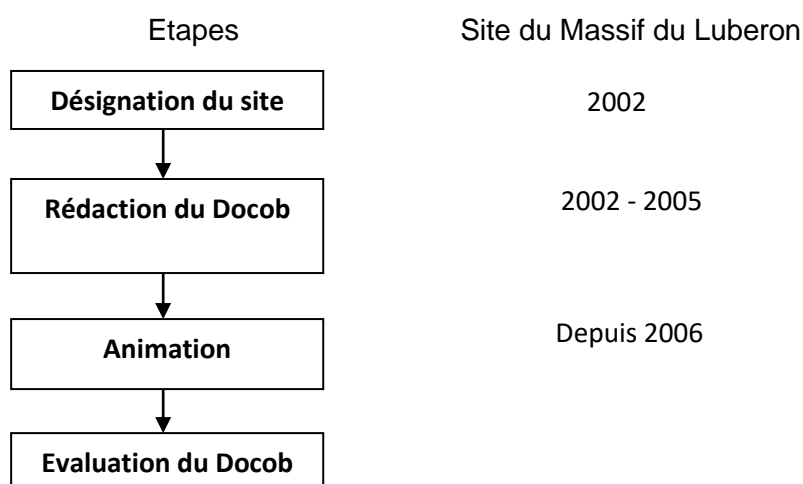 Etapes Site du Massif du Luberon
Désignation du site 2002
Rédaction du Docob 2002 - 2005
Animation Depuis 2006
Evaluation du Docob